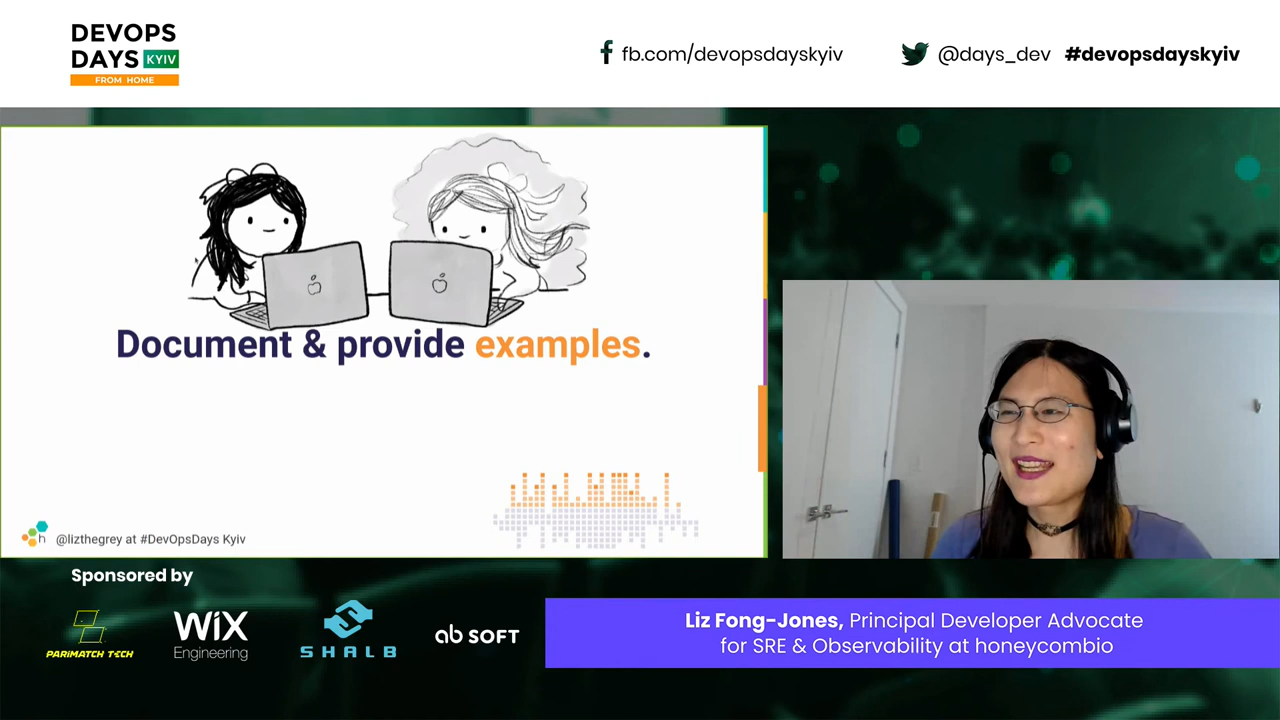 DEVOPS
DAYS KYIV
FROM HOME
fb.com/devopsdayskyiv
@days_dev #devopsdayskyiv
Document & provide examples.
h @lizthegrey at #DevOpsDays Kyiv
Sponsored by
PARIMATCH TECH
WiX
Engineering
SHALB
ab SOFT
Liz Fong-Jones, Principal Developer Advocate
for SRE & Observability at honeycombio